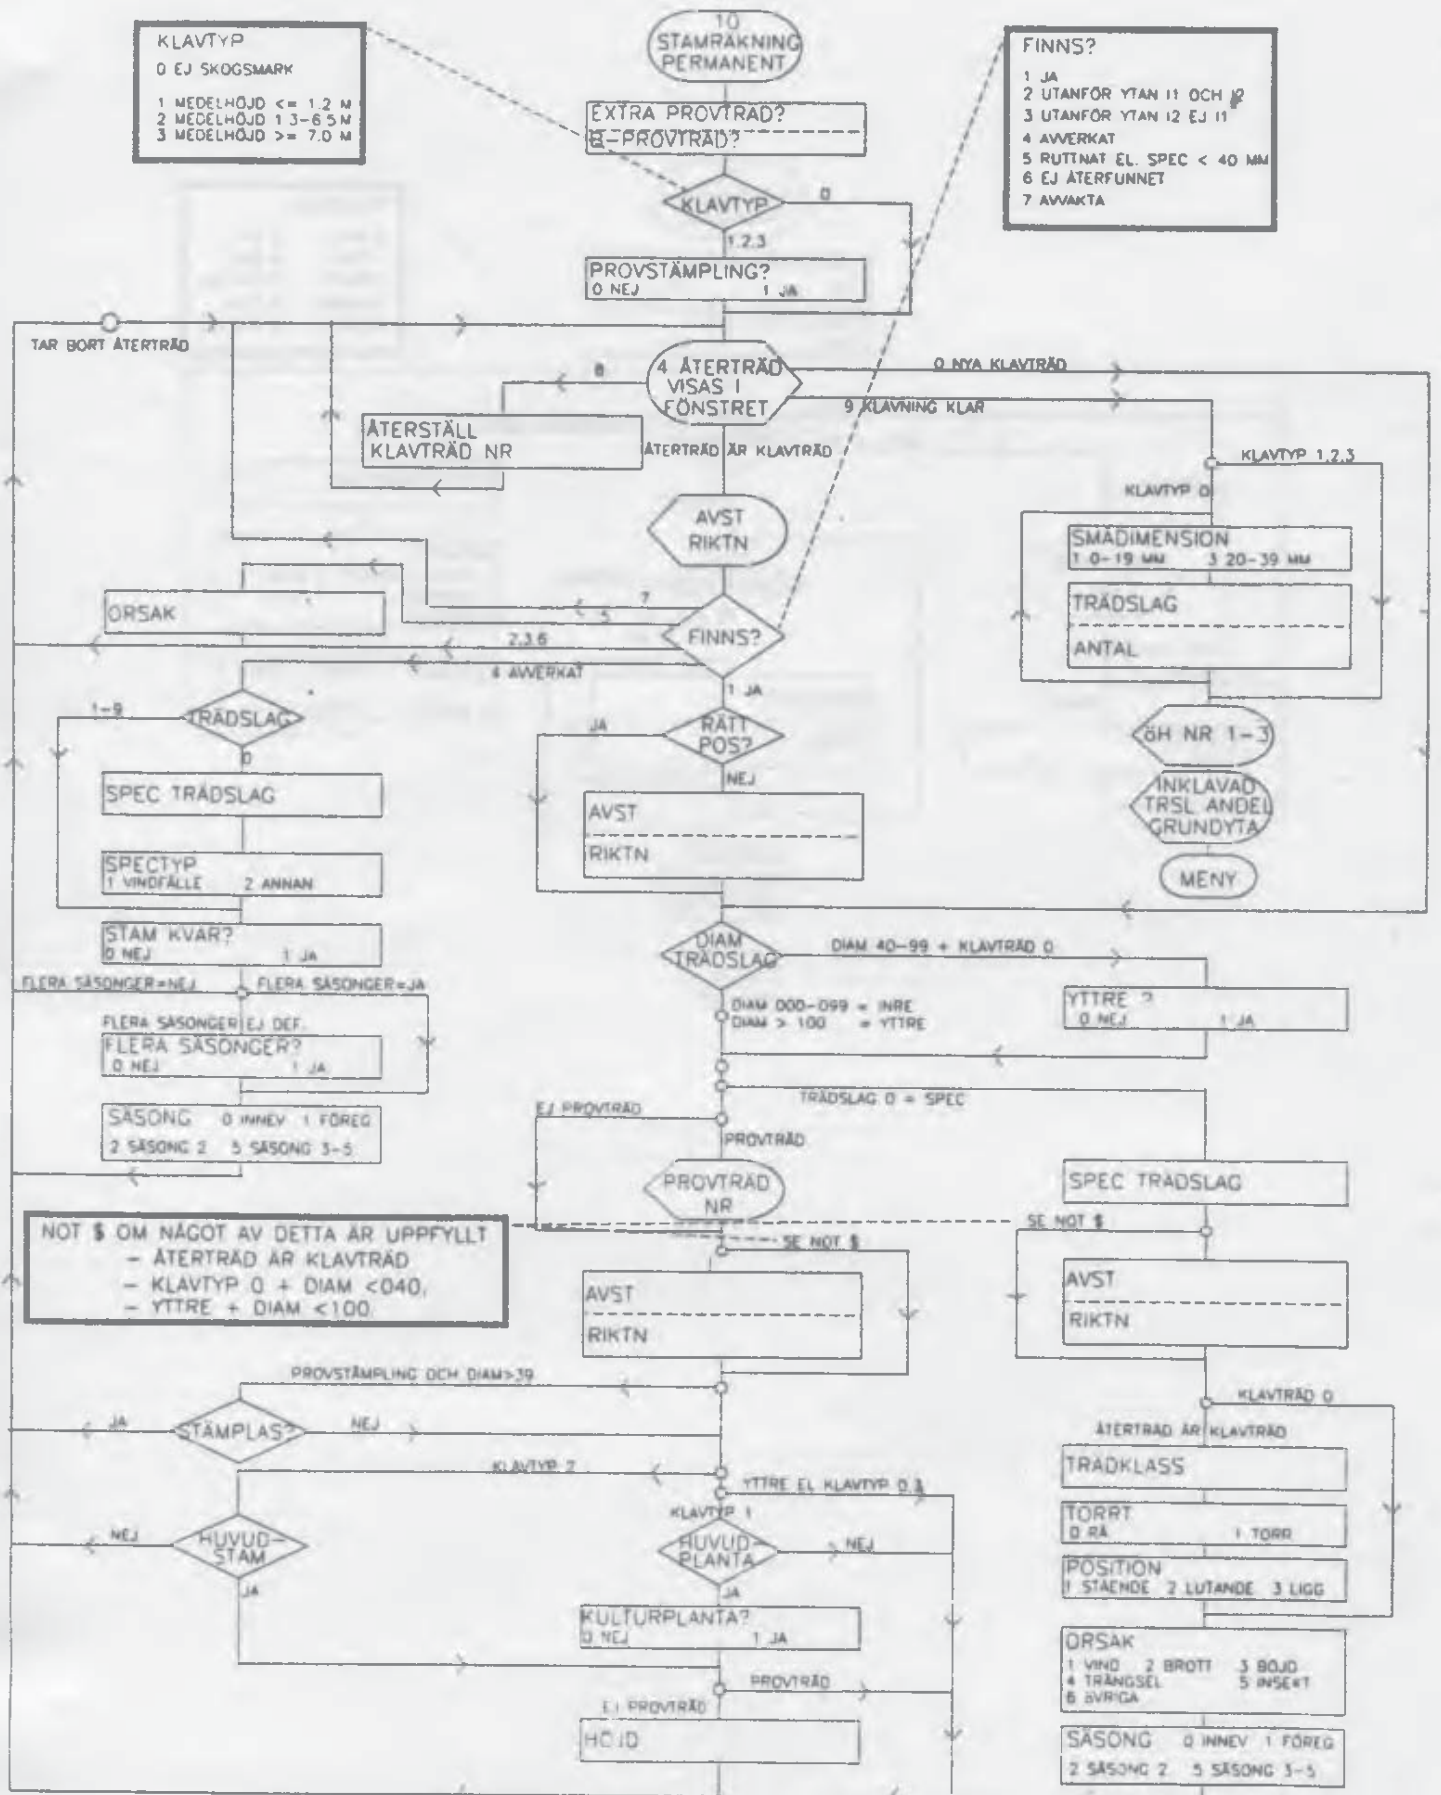 KLAVTYP
0 EJ SKOGSMARK
1 MEDELHÖJD <= 1.2 M
2 MEDELHÖJD 1.3-6.5 M
3 MEDELHÖJD >= 7.0 M
10
STAMRÄKNING
PERMANENT
FINNS?
1 JA
2 UTANFÖR YTAN I1 OCH I2
3 UTANFÖR YTAN I2 EJ I1
4 AVVERKAT
5 RUTTNAT EL. SPEC < 40 MM
6 EJ ÅTERFUNNET
7 AVVAKTA
EXTRA PROVTRÄD?
B-PROVTRÄD?
KLAVTYP
0
1.2.3
PROVSTÄMPLING?
0 NEJ 1 JA
TAR BORT ÅTERTRÄD
4 ÅTERTRÄD
VISAS I
FÖNSTRET
8
0 NYA KLAVTRÄD
9 KLAVNING KLAR
ÅTERSTÄLL
KLAVTRÄD NR
ÅTERTRÄD ÄR KLAVTRÄD
KLAVTYP 1.2.3
KLAVTYP 0
AVST
RIKTN
SMÅDIMENSION
1 0-19 MM 3 20-39 MM
TRÄDSLAG
ANTAL
ORSAK
7
5
2.3.6
4 AVVERKAT
FINNS?
1 JA
1-9
TRÄDSLAG
0
JA
RÄTT
POS?
NEJ
ÖH NR 1-3
SPEC TRÄDSLAG
AVST
RIKTN
INKLAVAD
TRSL ANDEL
GRUNDYTA
SPECTYP
1 VINDFÄLLE 2 ANNAN
MENY
STAM KVAR?
0 NEJ 1 JA
DIAM
TRÄDSLAG
DIAM 40-99 + KLAVTRÄD 0
FLERA SÄSONGER=NEJ FLERA SÄSONGER=JA
DIAM 000-099 = INRE
DIAM > 100 = YTTRE
YTTRE ?
0 NEJ 1 JA
FLERA SÄSONGER EJ DEF.
FLERA SÄSONGER?
0 NEJ 1 JA
TRÄDSLAG 0 = SPEC
EJ PROVTRÄD
PROVTRÄD
SÄSONG 0 INNEV 1 FÖREG
2 SÄSONG 2 5 SÄSONG 3-5
PROVTRÄD
NR
SPEC TRÄDSLAG
NOT $ OM NÅGOT AV DETTA ÄR UPPFYLLT
- ÅTERTRÄD ÄR KLAVTRÄD
- KLAVTYP 0 + DIAM <040,
- YTTRE + DIAM <100.
SE NOT $
SE NOT $
AVST
RIKTN
AVST
RIKTN
PROVSTÄMPLING OCH DIAM>39
JA
STÄMPLAS?
NEJ
KLAVTRÄD 0
ÅTERTRÄD ÄR KLAVTRÄD
TRÄDKLASS
KLAVTYP 2
YTTRE EL KLAVTYP 0.3
KLAVTYP 1
TORRT
0 RÅ 1 TORR
NEJ
HUVUD-
STAM
JA
HUVUD-
PLANTA
NEJ
JA
POSITION
1 STÅENDE 2 LUTANDE 3 LIGG
KULTURPLANTA?
0 NEJ 1 JA
ORSAK
1 VIND 2 BROTT 3 BÖJD
4 TRÄNGSEL 5 INSEKT
6 ÖVRIGA
PROVTRÄD
EJ PROVTRÄD
HÖJD
SÄSONG 0 INNEV 1 FÖREG
2 SÄSONG 2 5 SÄSONG 3-5